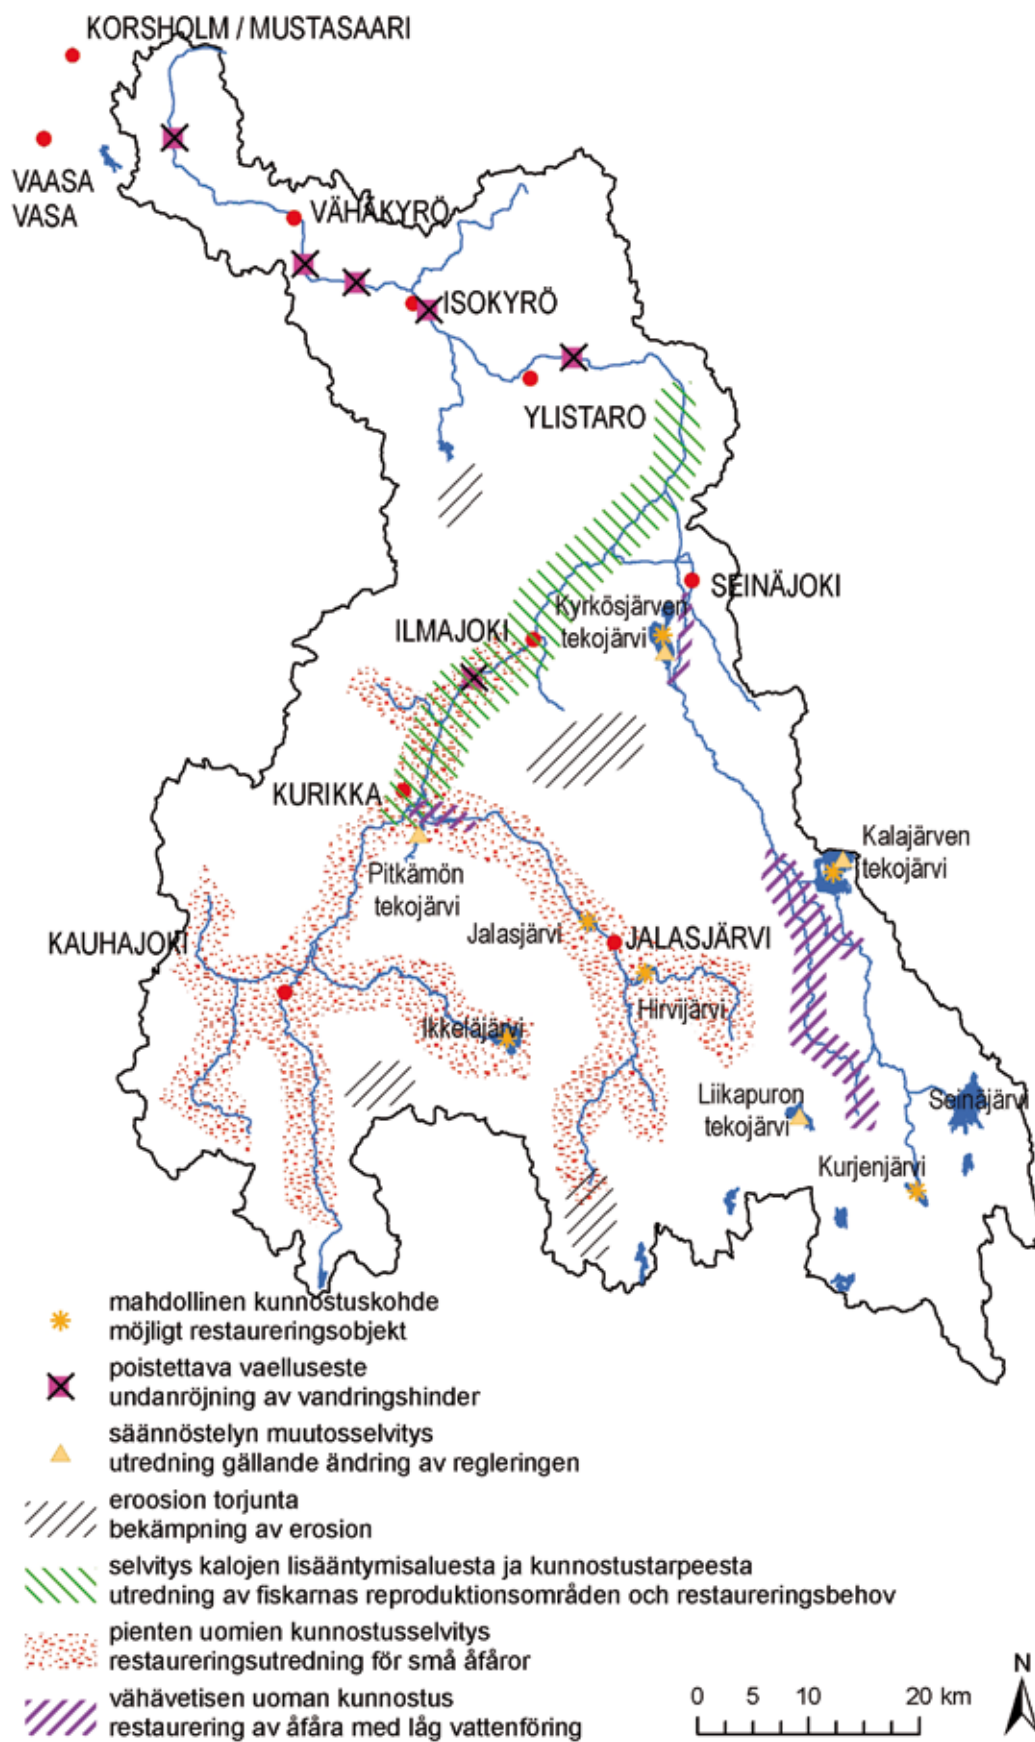 KORSHOLM / MUSTASAARI
VAASA
VASA
VÄHÄKYRÖ
ISOKYRÖ
YLISTARO
SEINÄJOKI
Kyrkösjärven
tekojärvi
ILMAJOKI
KURIKKA
Pitkämön
tekojärvi
Kalajärven
tekojärvi
KAUHAJOKI
Jalasjärvi
JALASJÄRVI
Hirvijärvi
Ikkeläjärvi
Liikapuron
tekojärvi
Seinäjärvi
Kurjenjärvi
mahdollinen kunnostuskohde
möjligt restaureringsobjekt
poistettava vaelluseste
undanröjning av vandringshinder
säännöstelyn muutosselvitys
utredning gällande ändring av regleringen
eroosion torjunta
bekämpning av erosion
selvitys kalojen lisääntymisaluesta ja kunnostustarpeesta
utredning av fiskarnas reproduktionsområden och restaureringsbehov
pienten uomien kunnostusselvitys
restaureringsutredning för små åfåror
vähävetisen uoman kunnostus
restaurering av åfåra med låg vattenföring
0 5 10 20 km
N